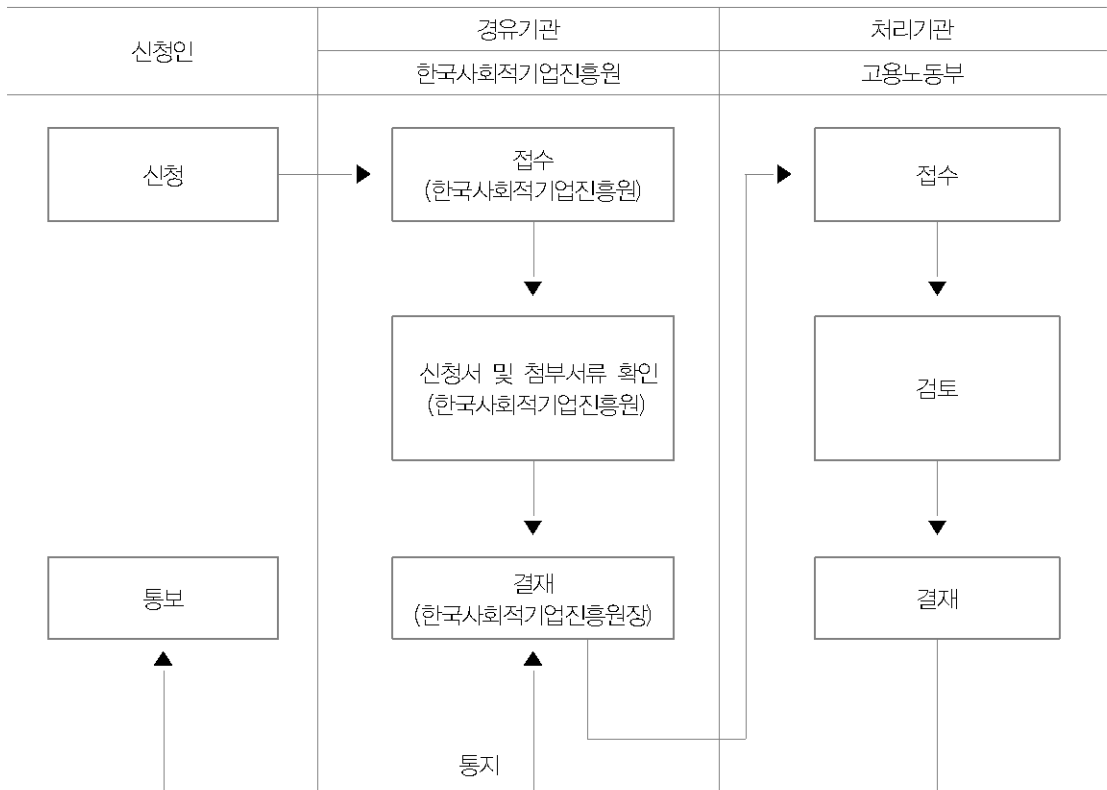 신청인
경유기관
처리기관
한국사회적기업진흥원
고용노동부
신청
접수
(한국사회적기업진흥원)
접수
신청서 및 첨부서류 확인
(한국사회적기업진흥원)
검토
통보
결재
(한국사회적기업진흥원장)
결재
통지